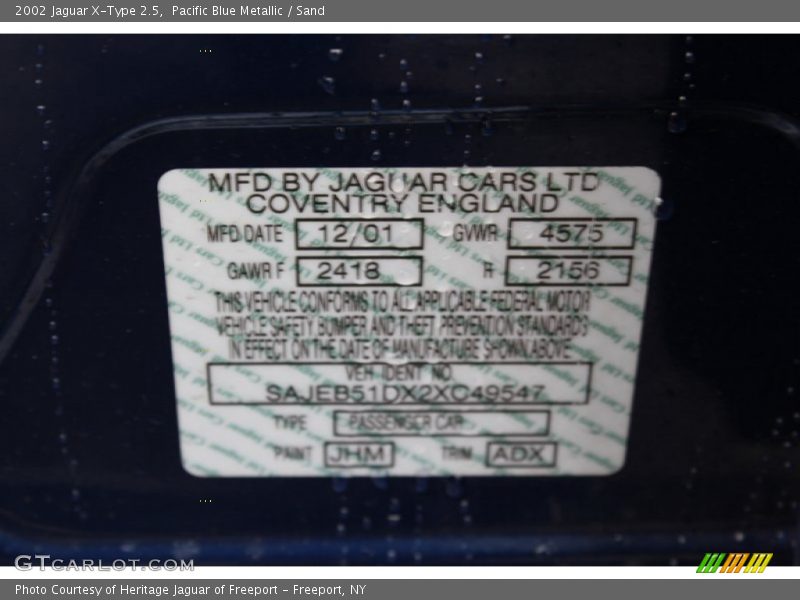 2002 Jaguar X-Type 2.5, Pacific Blue Metallic / Sand
MFD BY JAGUAR CARS LTD
COVENTRY ENGLAND
MFD DATE 12/01 GVWR 4575
GAWR F 2418 R 2156
THIS VEHICLE CONFORMS TO ALL APPLICABLE FEDERAL MOTOR
VEHICLE SAFETY, BUMPER AND THEFT PREVENTION STANDARDS
IN EFFECT ON THE DATE OF MANUFACTURE SHOWN ABOVE
VEH IDENT NO.
SAJEB51DX2XC49547
TYPE PASSENGER CAR
PAINT JHM TRIM ADX
GTCARLOT.COM
Photo Courtesy of Heritage Jaguar of Freeport - Freeport, NY